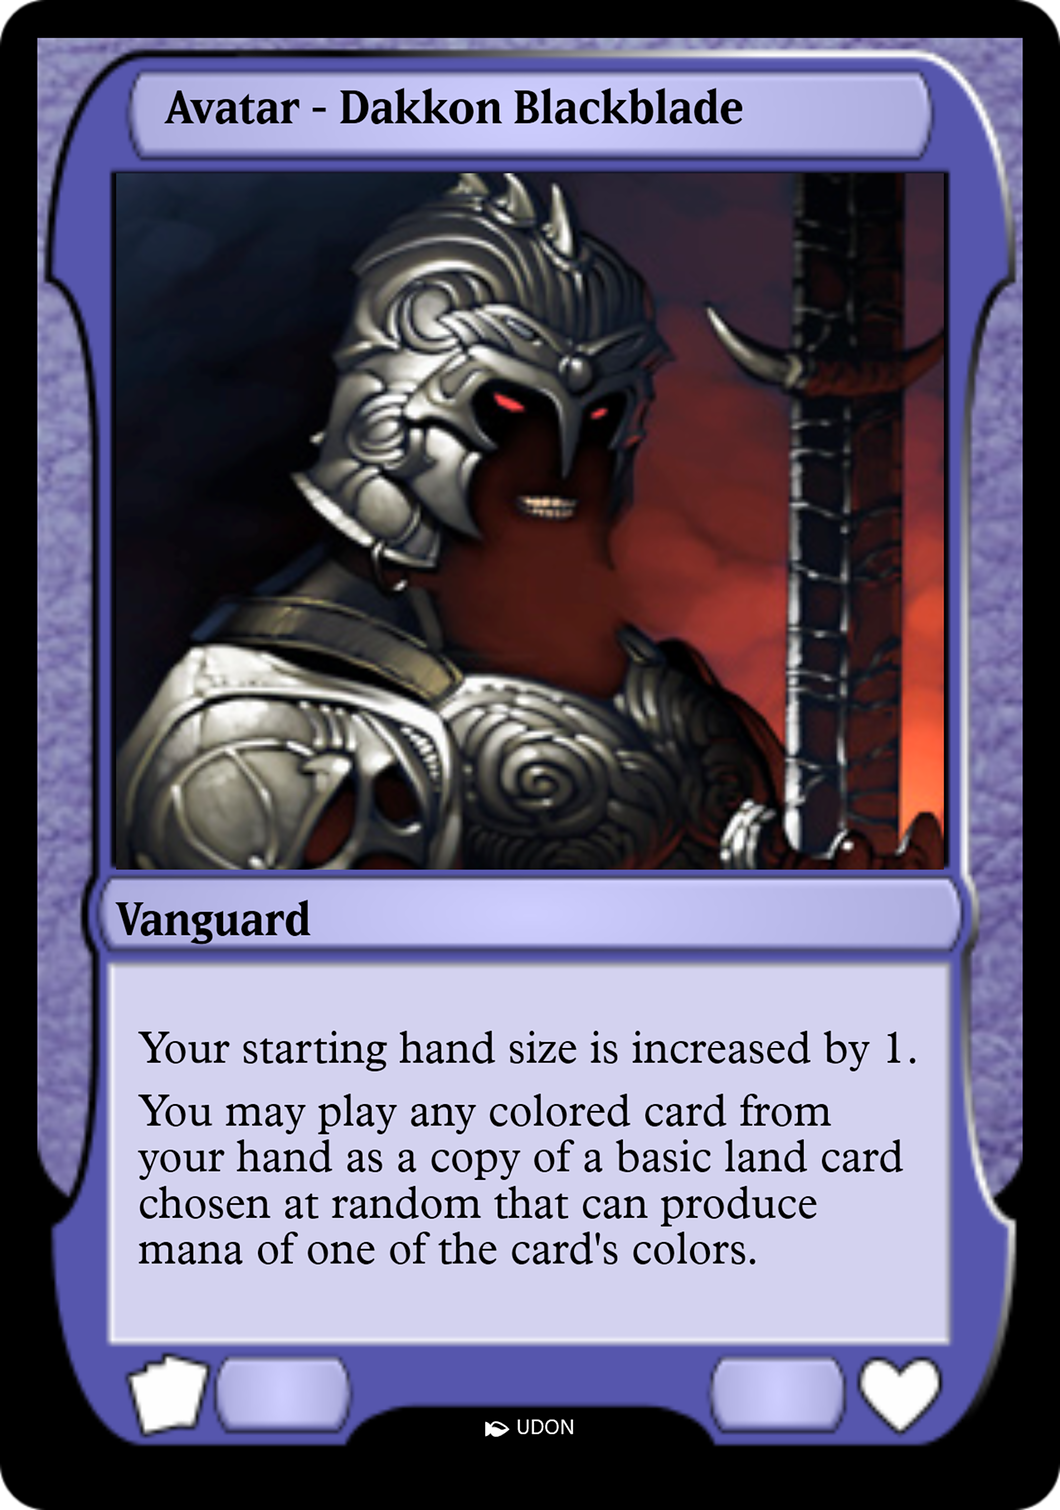 Avatar - Dakkon Blackblade
Vanguard
Your starting hand size is increased by 1.
You may play any colored card from
your hand as a copy of a basic land card
chosen at random that can produce
mana of one of the card's colors.
UDON